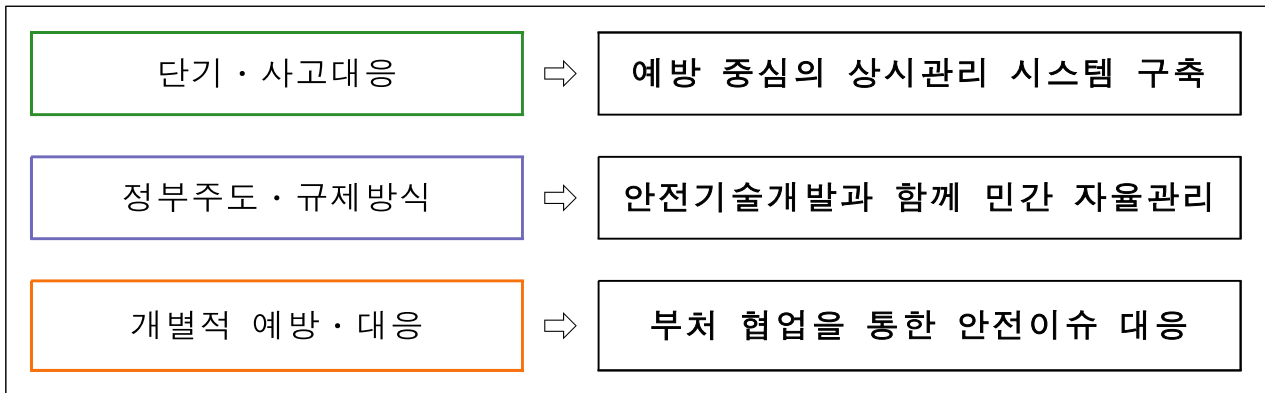 단기・사고대응 ⇨ 예방 중심의 상시관리 시스템 구축
정부주도・규제방식 ⇨ 안전기술개발과 함께 민간 자율관리
개별적 예방・대응 ⇨ 부처 협업을 통한 안전이슈 대응